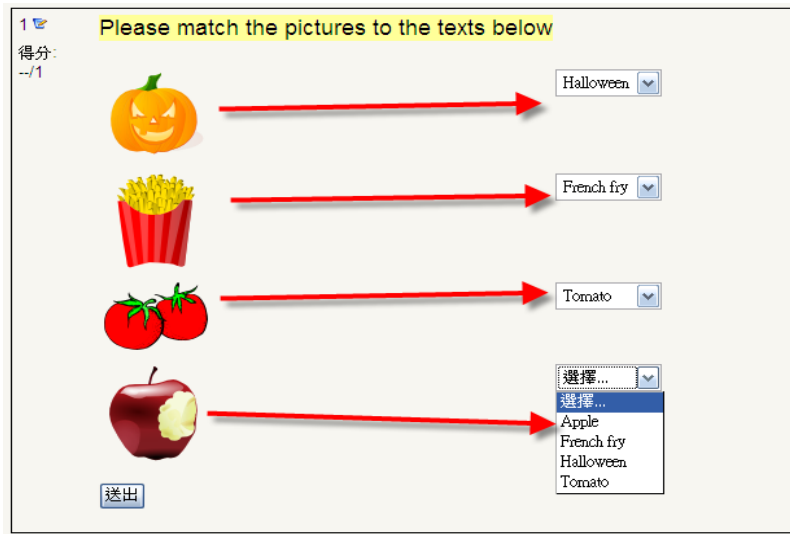 1
Please match the pictures to the texts below
得分:
--/1
Halloween
French fry
Tomato
選擇...
選擇...
Apple
French fry
Halloween
Tomato
送出